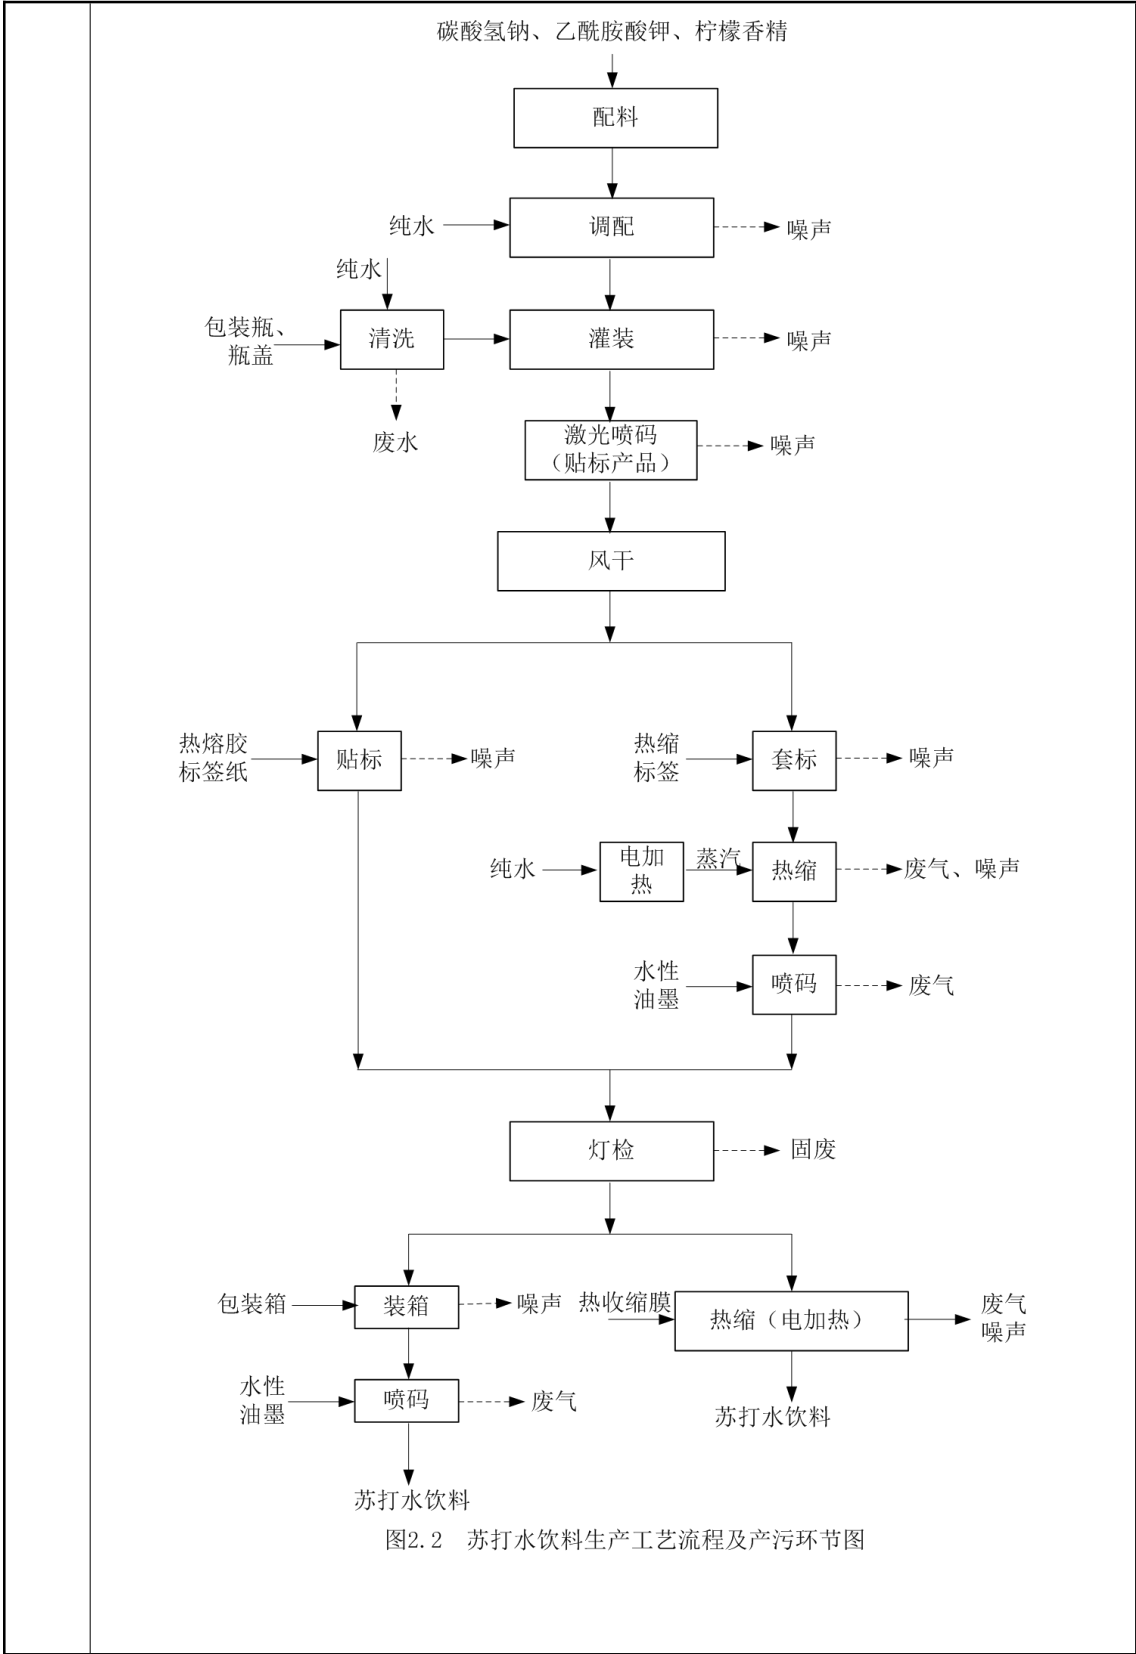 碳酸氢钠、乙酰胺酸钾、柠檬香精
配料
纯水
调配
噪声
纯水
包装瓶、
瓶盖
清洗
灌装
噪声
废水
激光喷码
（贴标产品）
噪声
风干
热熔胶
标签纸
贴标
噪声
热缩
标签
套标
噪声
纯水
电加
热
蒸汽
热缩
废气、噪声
水性
油墨
喷码
废气
灯检
固废
包装箱
装箱
噪声
热收缩膜
热缩（电加热）
废气
噪声
水性
油墨
喷码
废气
苏打水饮料
苏打水饮料
图2.2 苏打水饮料生产工艺流程及产污环节图